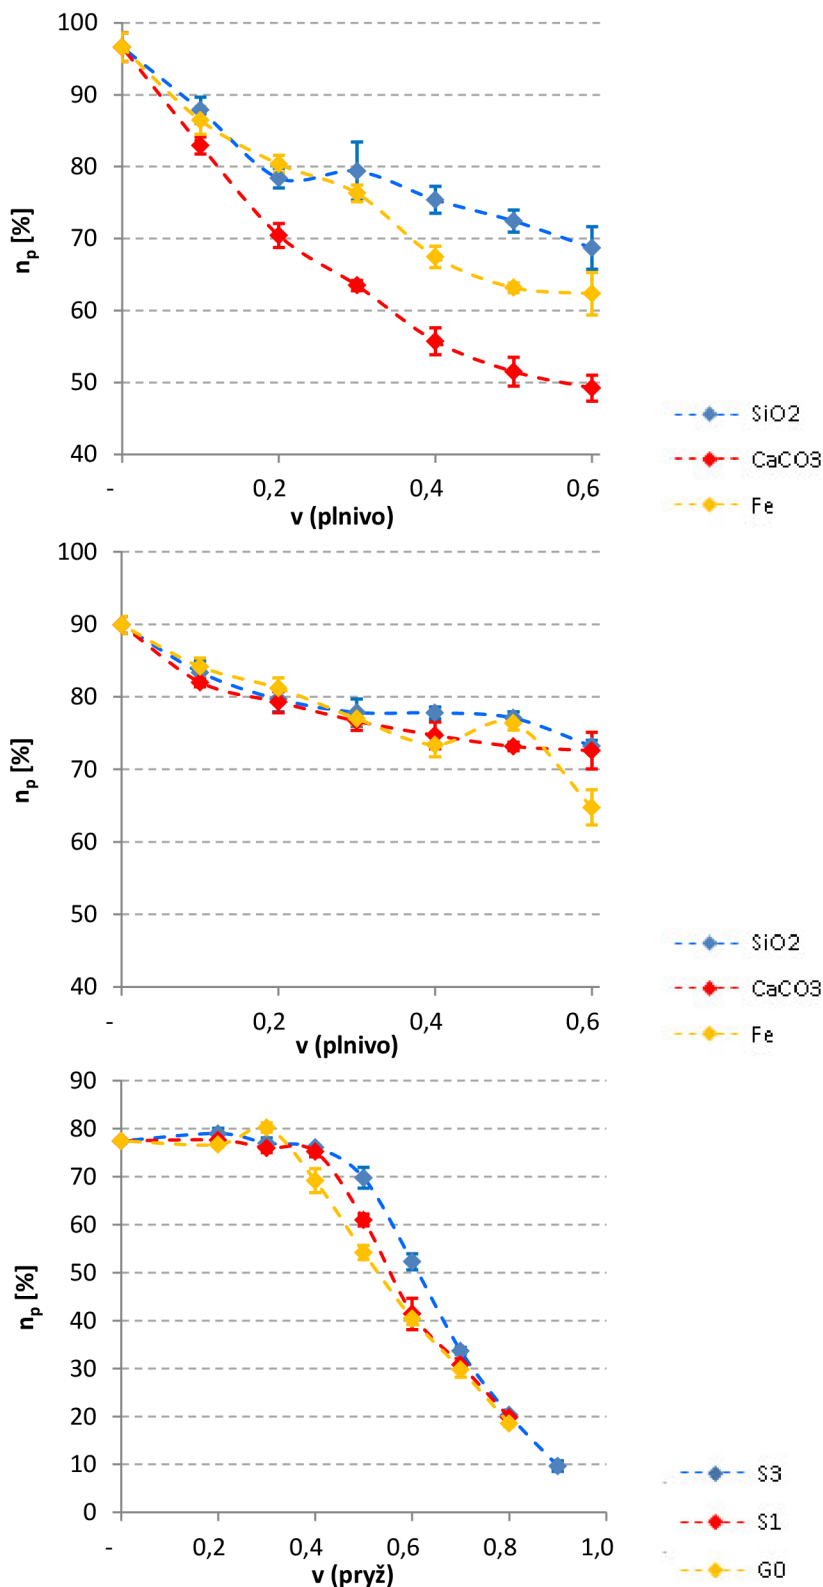 100
90
80
70
60
50
40
n_p [%]
- 0,2 0,4 0,6
v (plnivo)
SiO2
CaCO3
Fe
100
90
80
70
60
50
40
n_p [%]
- 0,2 0,4 0,6
v (plnivo)
SiO2
CaCO3
Fe
90
80
70
60
50
40
30
20
10
0
n_p [%]
- 0,2 0,4 0,6 0,8 1,0
v (pryž)
S3
S1
G0